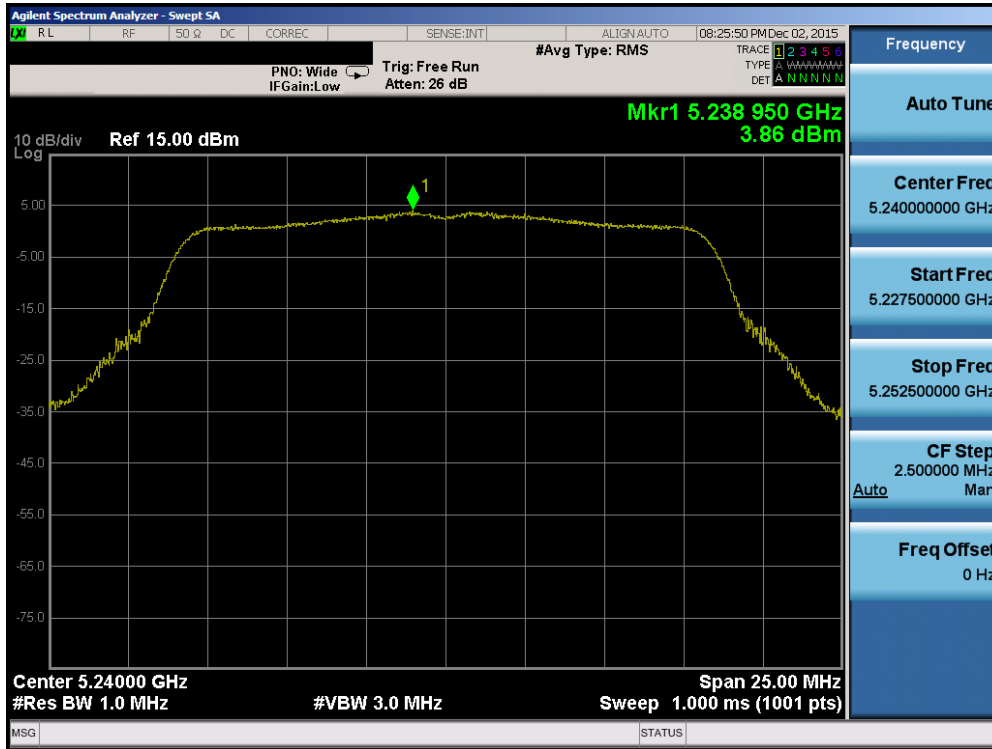 Agilent Spectrum Analyzer - Swept SA
LXI RL RF 50 Ω DC CORREC SENSE:INT ALIGN AUTO 08:25:50 PM Dec 02, 2015
PNO: Wide
IFGain:Low
Trig: Free Run
Atten: 26 dB
#Avg Type: RMS
TRACE 1 2 3 4 5 6
TYPE A WWWWW
DET A N N N N N
Mkr1 5.238 950 GHz
3.86 dBm
10 dB/div Ref 15.00 dBm
Log
1
5.00
-5.00
-15.0
-25.0
-35.0
-45.0
-55.0
-65.0
-75.0
Center 5.24000 GHz Span 25.00 MHz
#Res BW 1.0 MHz #VBW 3.0 MHz Sweep 1.000 ms (1001 pts)
MSG STATUS
Frequency
Auto Tune
Center Freq
5.240000000 GHz
Start Freq
5.227500000 GHz
Stop Freq
5.252500000 GHz
CF Step
2.500000 MHz
Auto Man
Freq Offset
0 Hz